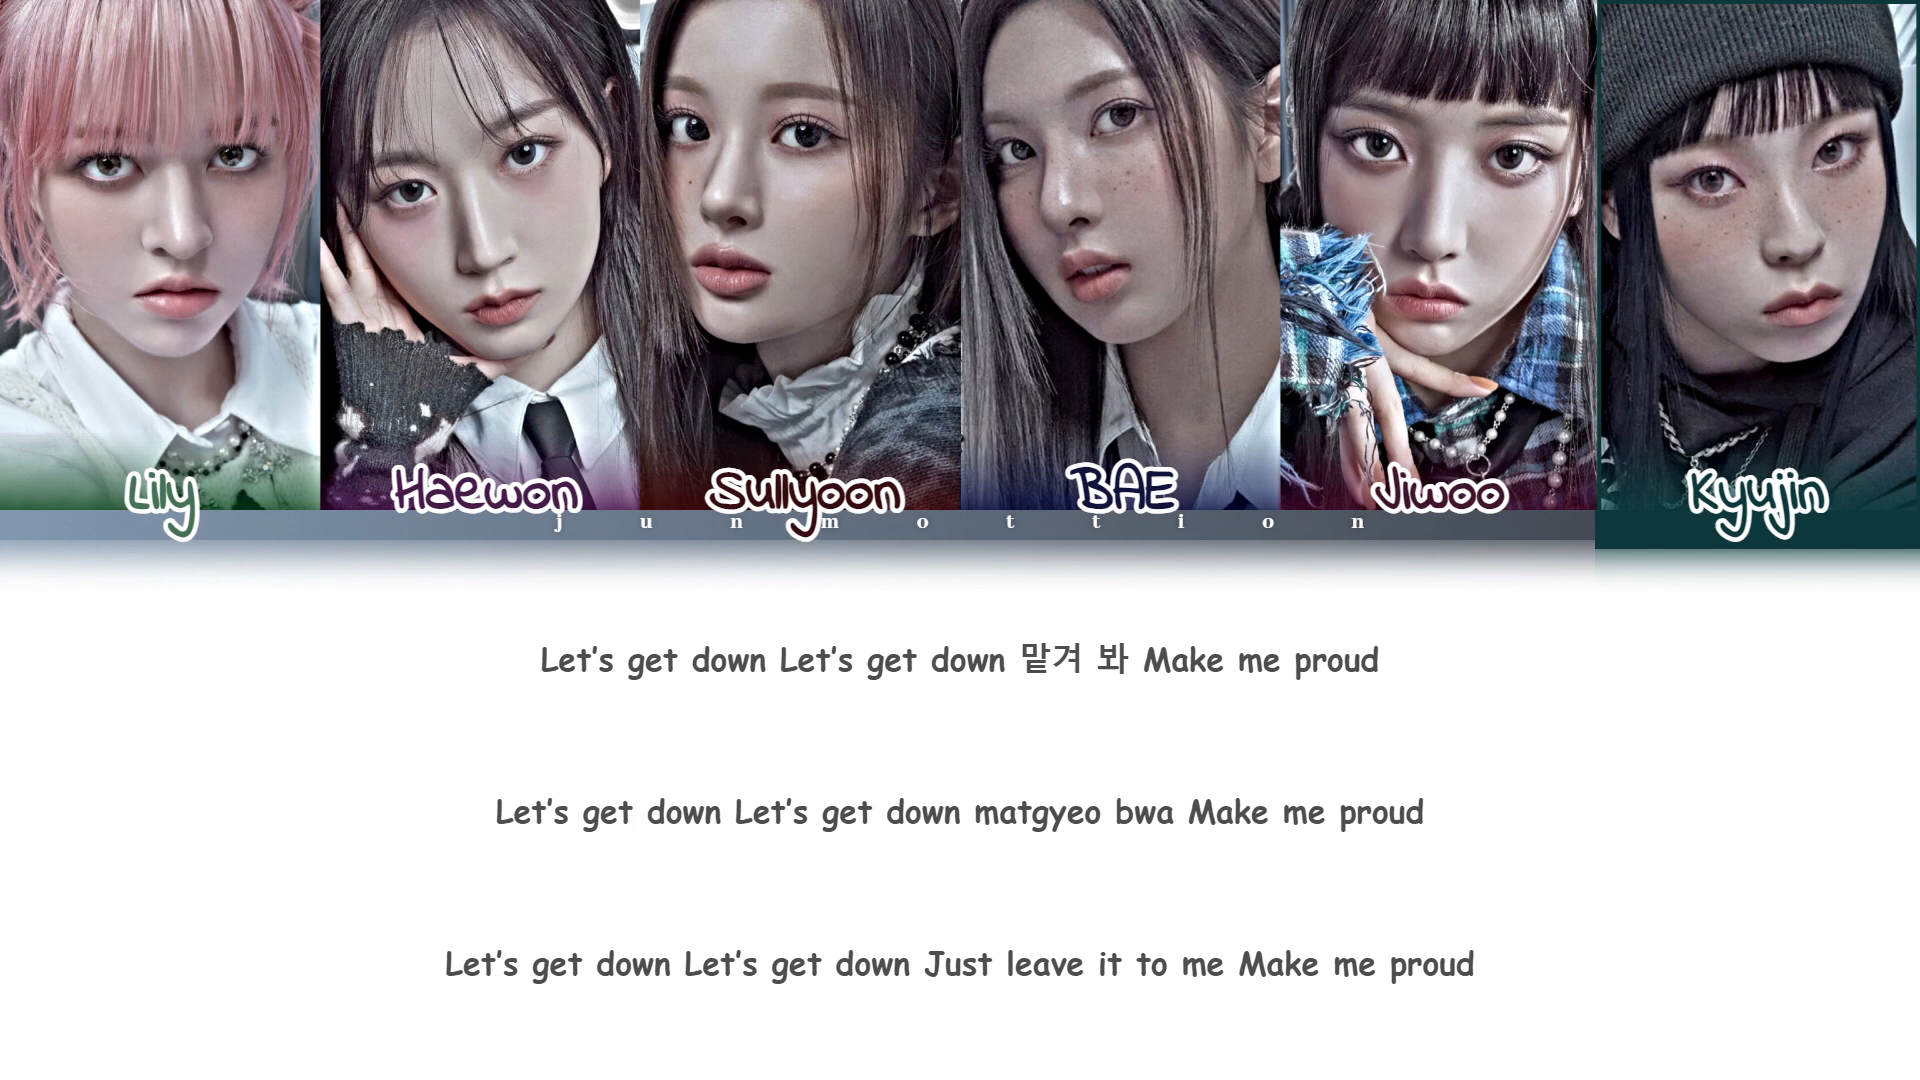 Lily Haewon Sullyoon BAE Jiwoo Kyujin
junmottion
Let's get down Let's get down 맡겨 봐 Make me proud
Let's get down Let's get down matgyeo bwa Make me proud
Let's get down Let's get down Just leave it to me Make me proud